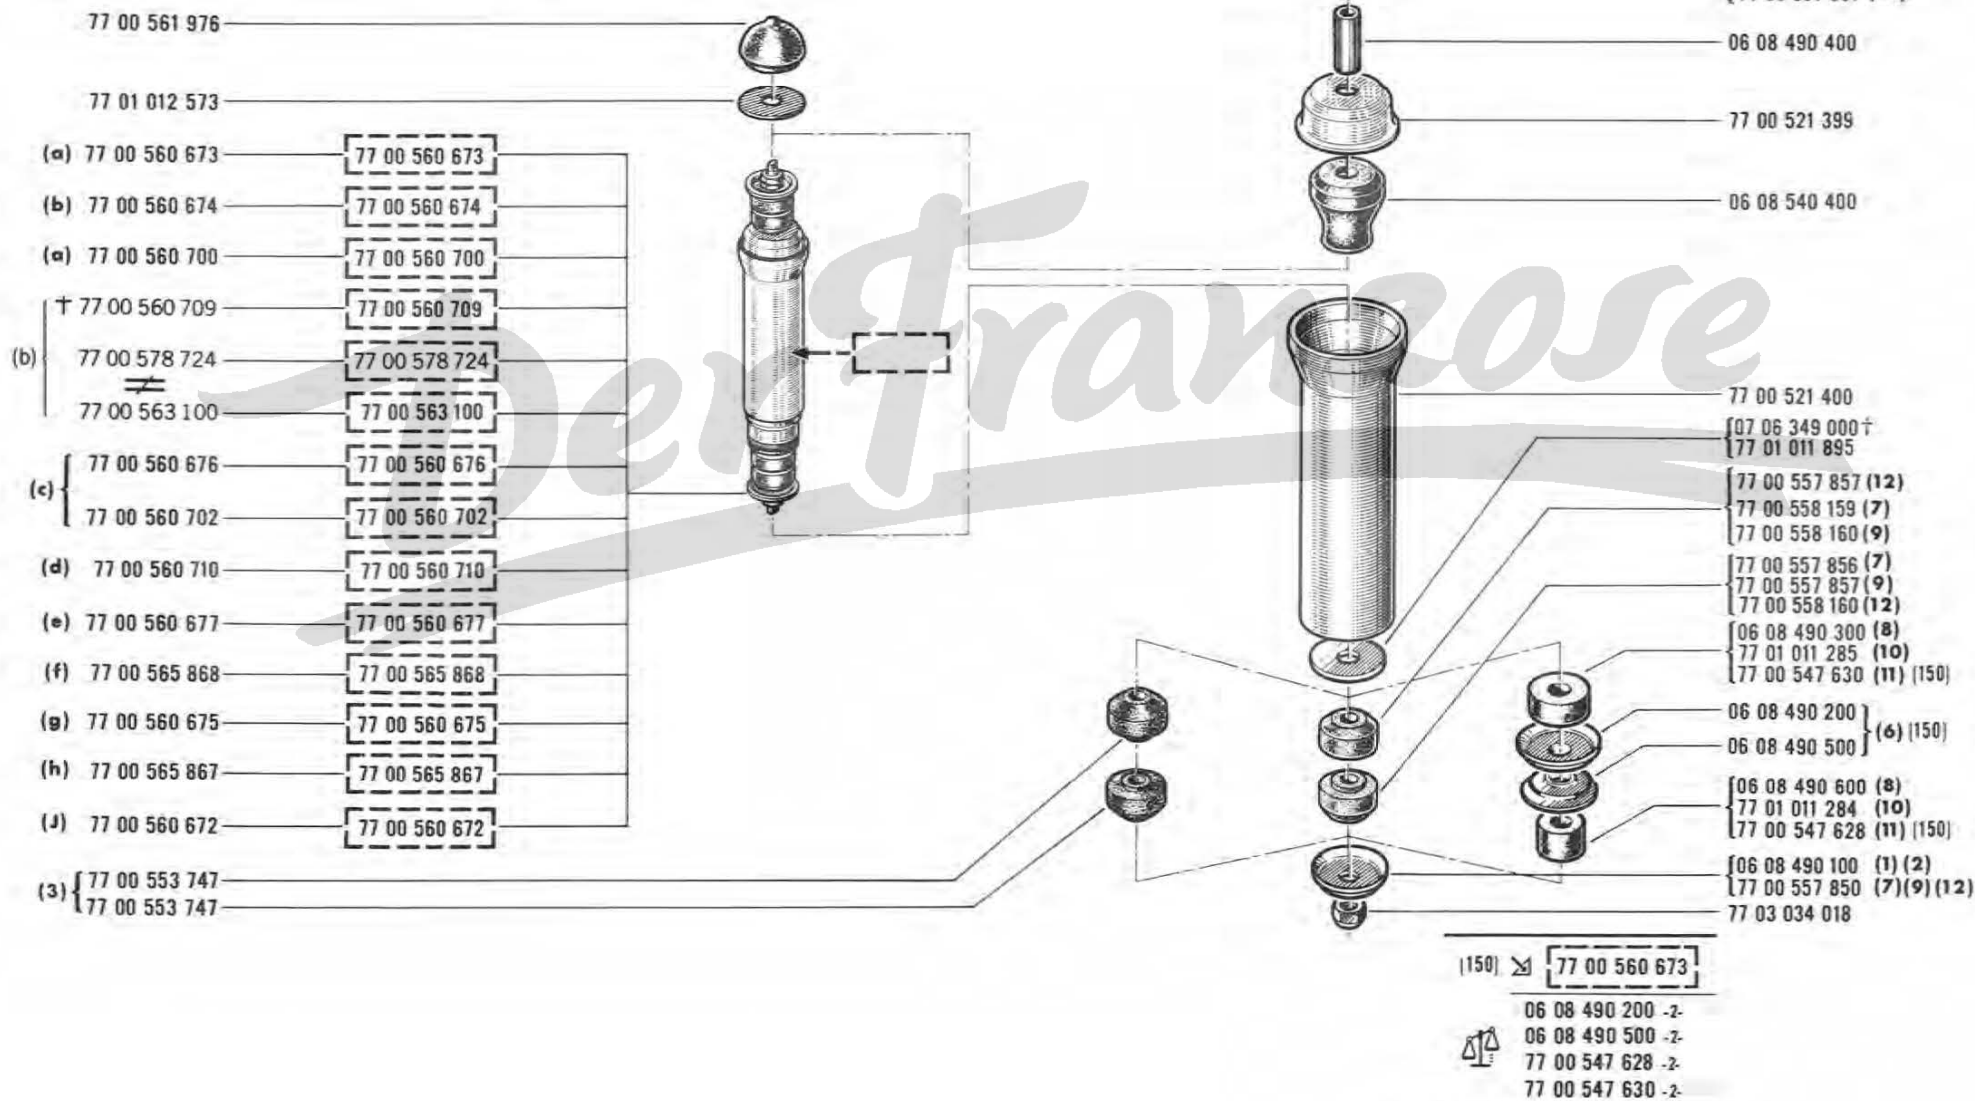 77 00 561 976
77 01 012 573
(a) 77 00 560 673 77 00 560 673
(b) 77 00 560 674 77 00 560 674
(a) 77 00 560 700 77 00 560 700
(b)
† 77 00 560 709 77 00 560 709
77 00 578 724 77 00 578 724
≠
77 00 563 100 77 00 563 100
(c)
77 00 560 676 77 00 560 676
77 00 560 702 77 00 560 702
(d) 77 00 560 710 77 00 560 710
(e) 77 00 560 677 77 00 560 677
(f) 77 00 565 868 77 00 565 868
(g) 77 00 560 675 77 00 560 675
(h) 77 00 565 867 77 00 565 867
(J) 77 00 560 672 77 00 560 672
(3)
77 00 553 747
77 00 553 747
06 08 490 400
77 00 521 399
06 08 540 400
77 00 521 400
07 06 349 000 †
77 01 011 895
77 00 557 857 (12)
77 00 558 159 (7)
77 00 558 160 (9)
77 00 557 856 (7)
77 00 557 857 (9)
77 00 558 160 (12)
06 08 490 300 (8)
77 01 011 285 (10)
77 00 547 630 (11) [150]
06 08 490 200
06 08 490 500
(6) [150]
06 08 490 600 (8)
77 01 011 284 (10)
77 00 547 628 (11) [150]
06 08 490 100 (1) (2)
77 00 557 850 (7) (9) (12)
77 03 034 018
[150] 77 00 560 673
06 08 490 200 -2-
06 08 490 500 -2-
77 00 547 628 -2-
77 00 547 630 -2-
Der Franzose